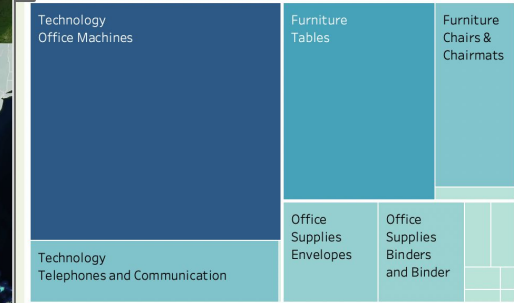 Technology
Office Machines
Furniture
Tables
Furniture
Chairs &
Chairmats
Technology
Telephones and Communication
Office
Supplies
Envelopes
Office
Supplies
Binders
and Binder